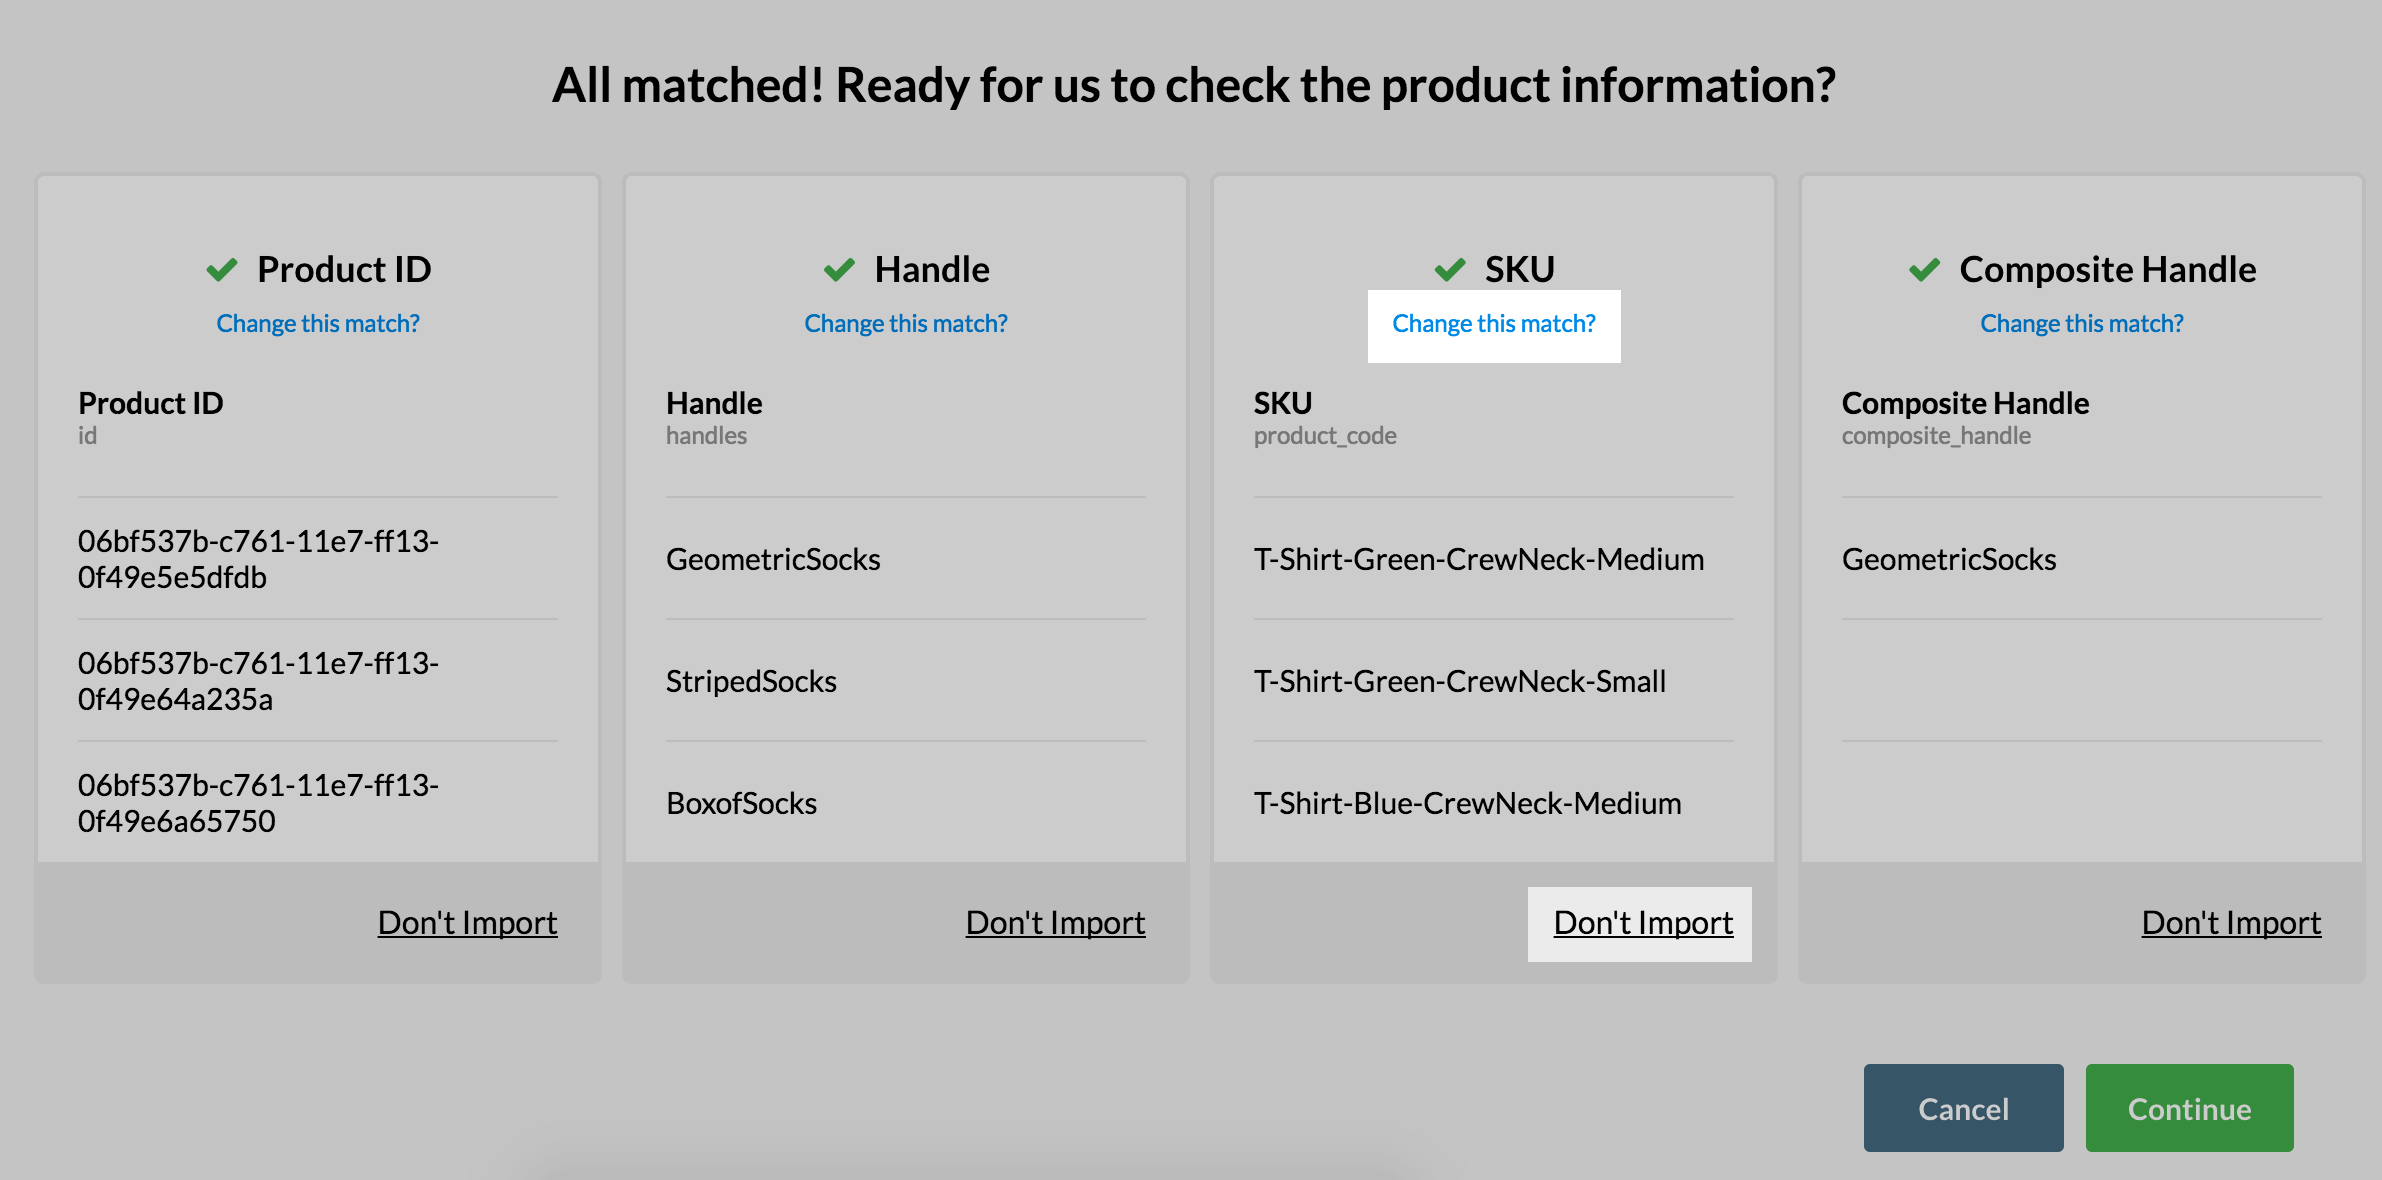 All matched! Ready for us to check the product information?
Product ID
Change this match?
Product ID
id
06bf537b-c761-11e7-ff13-
0f49e5e5dfdb
06bf537b-c761-11e7-ff13-
0f49e64a235a
06bf537b-c761-11e7-ff13-
0f49e6a65750
Don't Import
Handle
Change this match?
Handle
handles
GeometricSocks
StripedSocks
BoxofSocks
Don't Import
SKU
Change this match?
SKU
product_code
T-Shirt-Green-CrewNeck-Medium
T-Shirt-Green-CrewNeck-Small
T-Shirt-Blue-CrewNeck-Medium
Don't Import
Composite Handle
Change this match?
Composite Handle
composite_handle
GeometricSocks
Don't Import
Cancel
Continue